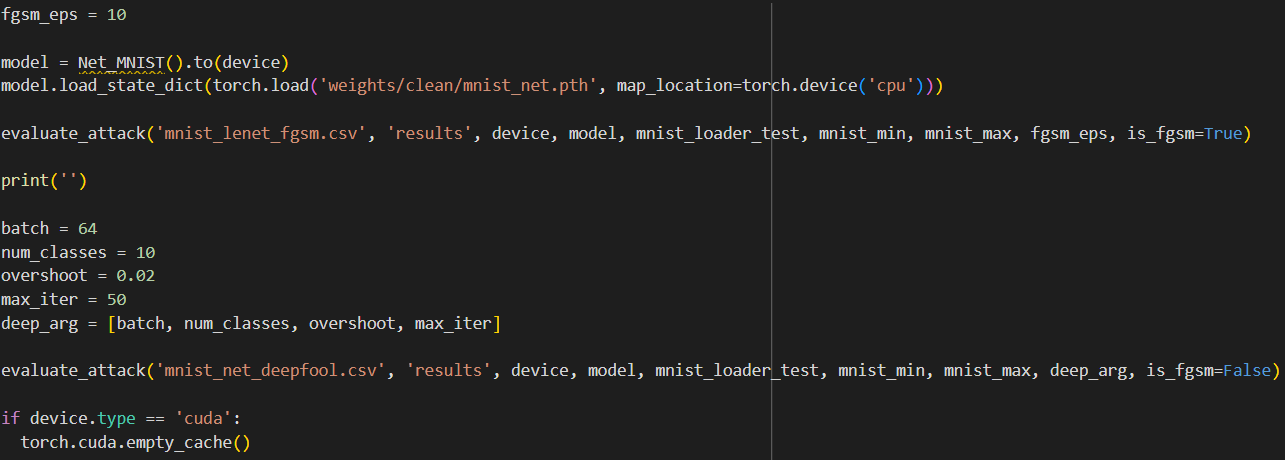 fgsm_eps = 10
model = Net_MNIST().to(device)
model.load_state_dict(torch.load('weights/clean/mnist_net.pth', map_location=torch.device('cpu')))
evaluate_attack('mnist_lenet_fgsm.csv', 'results', device, model, mnist_loader_test, mnist_min, mnist_max, fgsm_eps, is_fgsm=True)
print('')
batch = 64
num_classes = 10
overshoot = 0.02
max_iter = 50
deep_arg = [batch, num_classes, overshoot, max_iter]
evaluate_attack('mnist_net_deepfool.csv', 'results', device, model, mnist_loader_test, mnist_min, mnist_max, deep_arg, is_fgsm=False)
if device.type == 'cuda':
  torch.cuda.empty_cache()